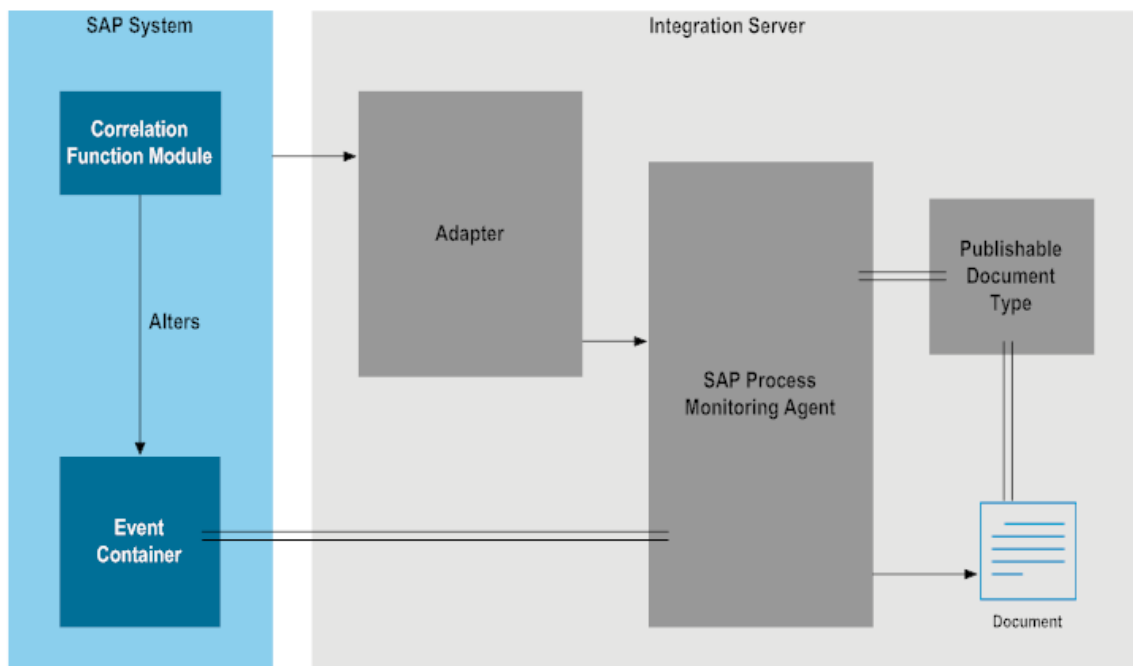 SAP System
Integration Server
Correlation
Function Module
Adapter
Alters
SAP Process
Monitoring Agent
Publishable
Document
Type
Event
Container
Document